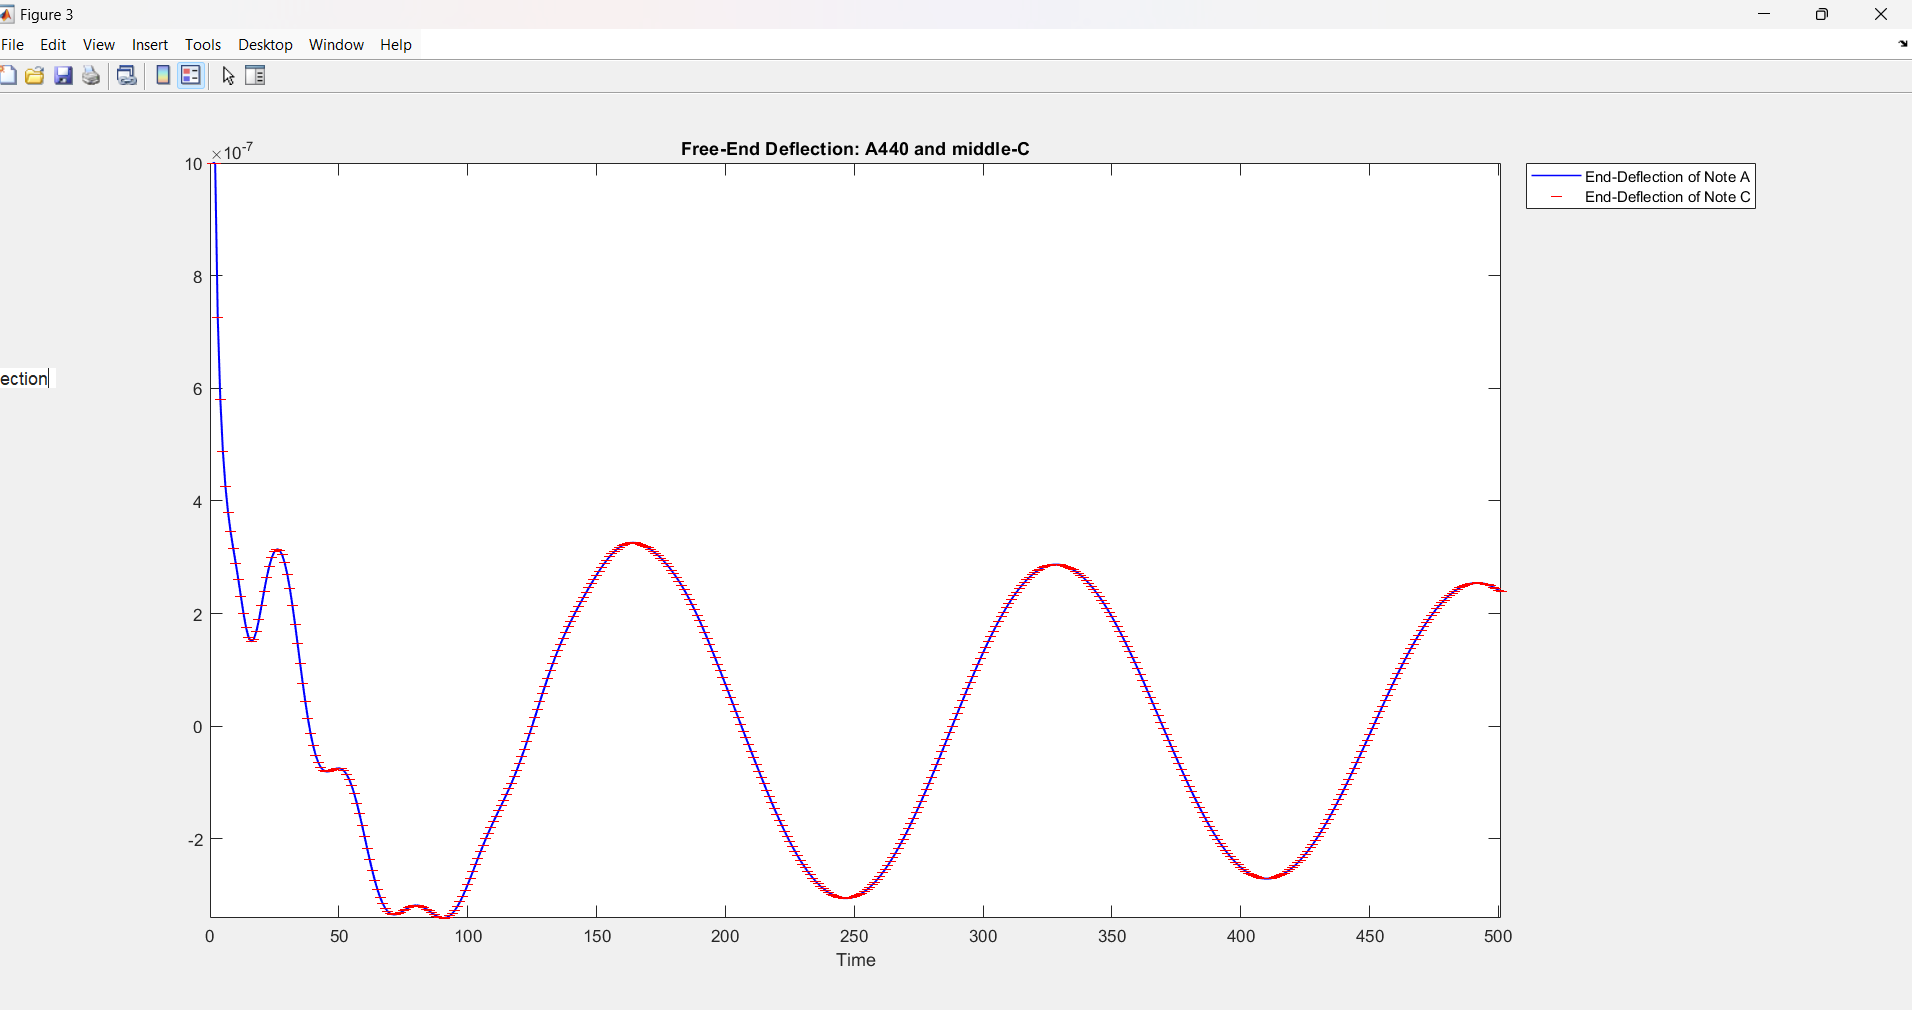 Figure 3
File Edit View Insert Tools Desktop Window Help
×10-7
Free-End Deflection: A440 and middle-C
End-Deflection of Note A
End-Deflection of Note C
10
8
6
4
2
0
-2
ection
0 50 100 150 200 250 300 350 400 450 500
Time